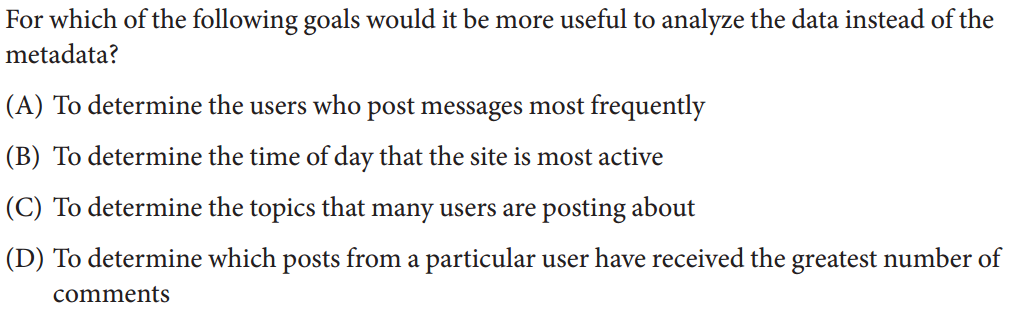 For which of the following goals would it be more useful to analyze the data instead of the
metadata?
(A) To determine the users who post messages most frequently
(B) To determine the time of day that the site is most active
(C) To determine the topics that many users are posting about
(D) To determine which posts from a particular user have received the greatest number of
comments